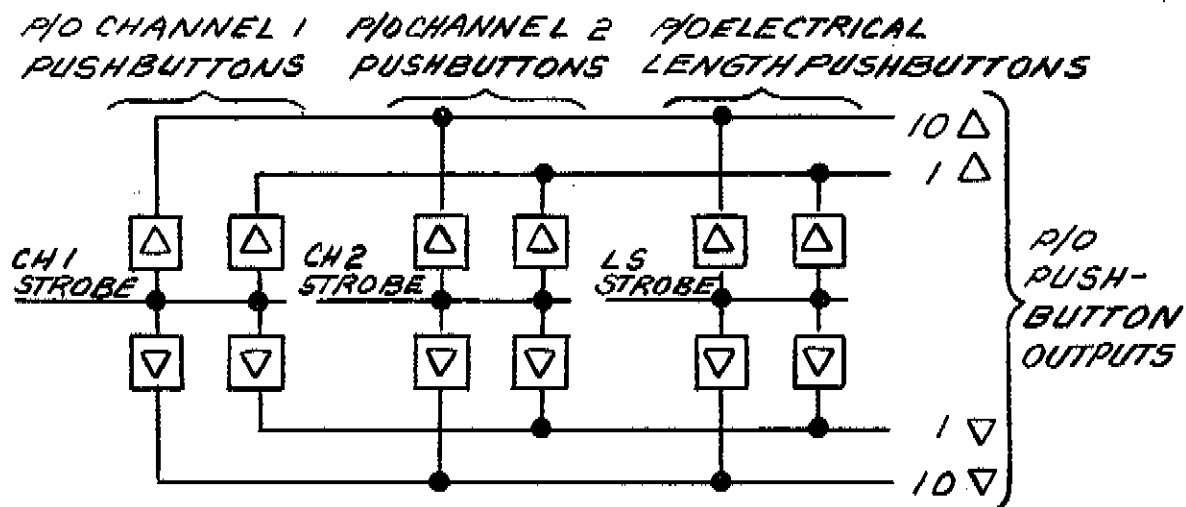 P/O CHANNEL 1
PUSHBUTTONS
P/O CHANNEL 2
PUSHBUTTONS
P/O ELECTRICAL
LENGTH PUSHBUTTONS
10 △
1 △
CH1
STROBE
CH2
STROBE
LS
STROBE
P/O
PUSH-
BUTTON
OUTPUTS
1 ▽
10 ▽